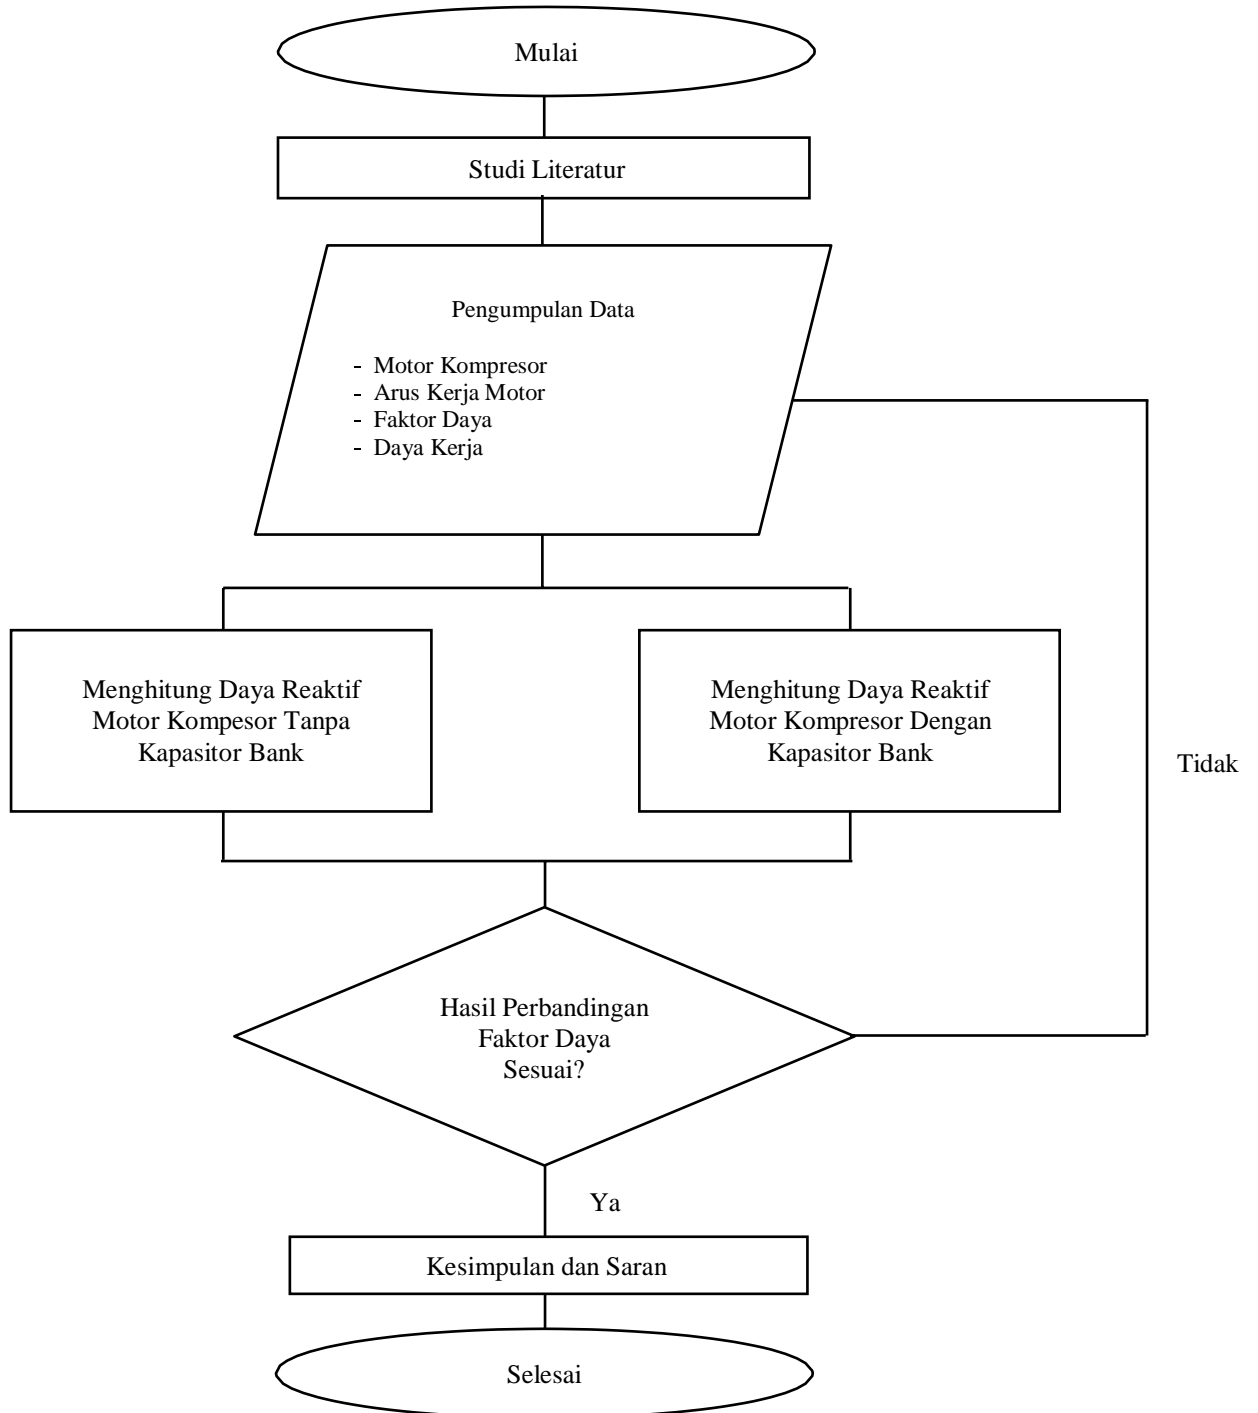 Mulai
Studi Literatur
Pengumpulan Data
- Motor Kompresor
- Arus Kerja Motor
- Faktor Daya
- Daya Kerja
Menghitung Daya Reaktif
Motor Kompesor Tanpa
Kapasitor Bank
Menghitung Daya Reaktif
Motor Kompresor Dengan
Kapasitor Bank
Tidak
Hasil Perbandingan
Faktor Daya
Sesuai?
Ya
Kesimpulan dan Saran
Selesai